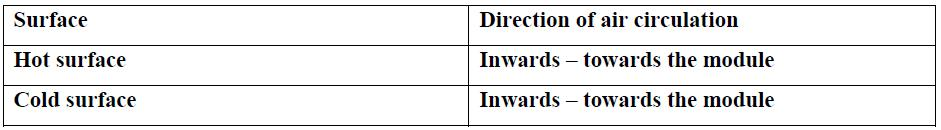 Surface Direction of air circulation
Hot surface Inwards – towards the module
Cold surface Inwards – towards the module